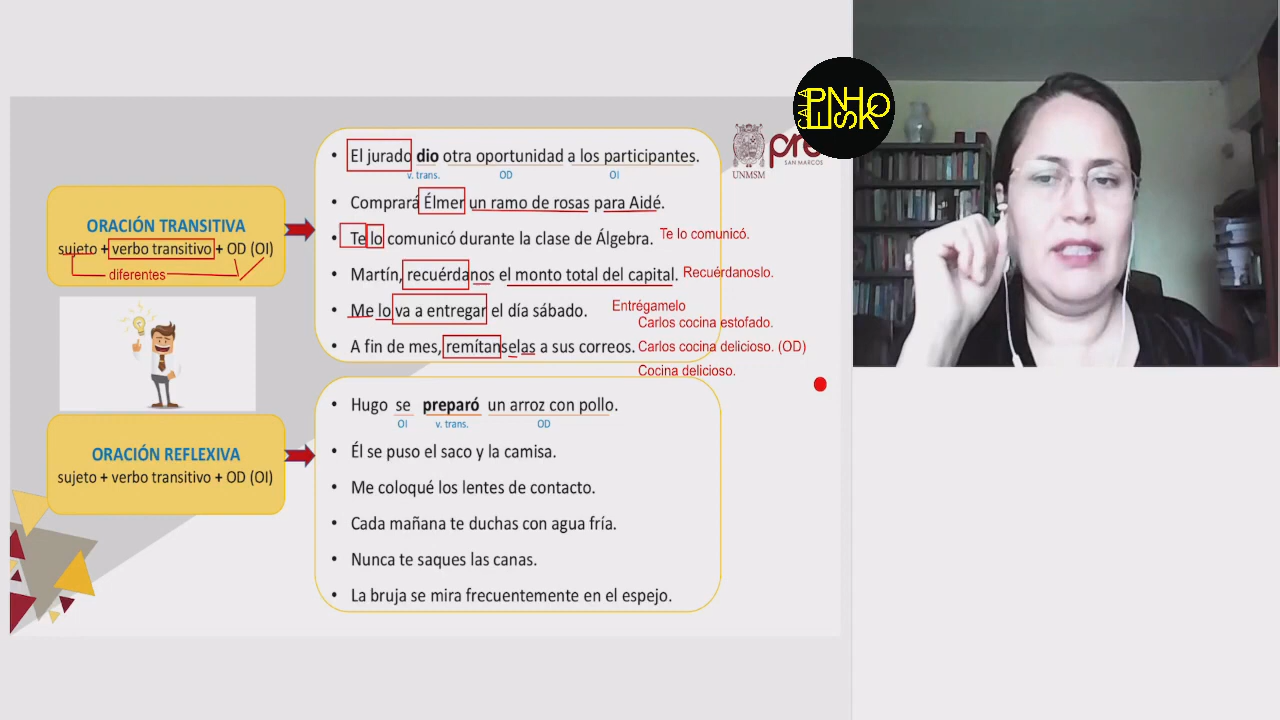 ORACIÓN TRANSITIVA
sujeto + verbo transitivo + OD (OI)
diferentes
• El jurado dio otra oportunidad a los participantes.
v. trans. OD OI
• Comprará Élmer un ramo de rosas para Aidé.
• Te lo comunicó durante la clase de Álgebra. Te lo comunicó.
• Martín, recuérdanos el monto total del capital. Recuérdanoslo.
• Me lo va a entregar el día sábado. Entrégamelo
Carlos cocina estofado.
• A fin de mes, remítanselas a sus correos. Carlos cocina delicioso. (OD)
Cocina delicioso.
ORACIÓN REFLEXIVA
sujeto + verbo transitivo + OD (OI)
• Hugo se preparó un arroz con pollo.
OI v. trans. OD
• Él se puso el saco y la camisa.
• Me coloqué los lentes de contacto.
• Cada mañana te duchas con agua fría.
• Nunca te saques las canas.
• La bruja se mira frecuentemente en el espejo.
UNMSM
SAN MARCOS